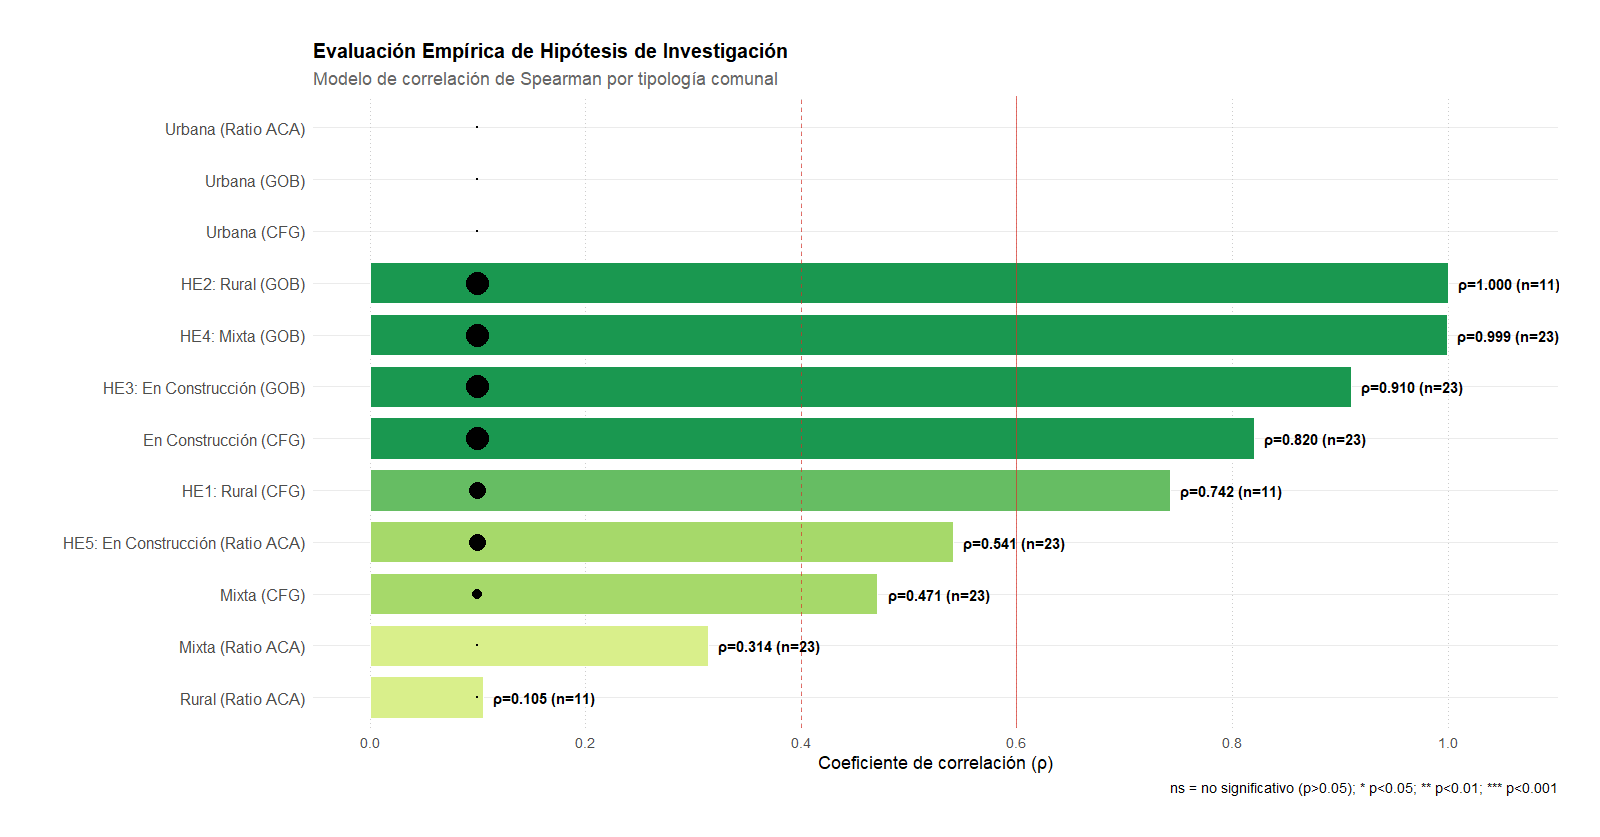 Evaluación Empírica de Hipótesis de Investigación
Modelo de correlación de Spearman por tipología comunal
Urbana (Ratio ACA)
Urbana (GOB)
Urbana (CFG)
HE2: Rural (GOB) ρ=1.000 (n=11)
HE4: Mixta (GOB) ρ=0.999 (n=23)
HE3: En Construcción (GOB) ρ=0.910 (n=23)
En Construcción (CFG) ρ=0.820 (n=23)
HE1: Rural (CFG) ρ=0.742 (n=11)
HE5: En Construcción (Ratio ACA) ρ=0.541 (n=23)
Mixta (CFG) ρ=0.471 (n=23)
Mixta (Ratio ACA) ρ=0.314 (n=23)
Rural (Ratio ACA) ρ=0.105 (n=11)
0.0 0.2 0.4 0.6 0.8 1.0
Coeficiente de correlación (ρ)
ns = no significativo (p>0.05); * p<0.05; ** p<0.01; *** p<0.001